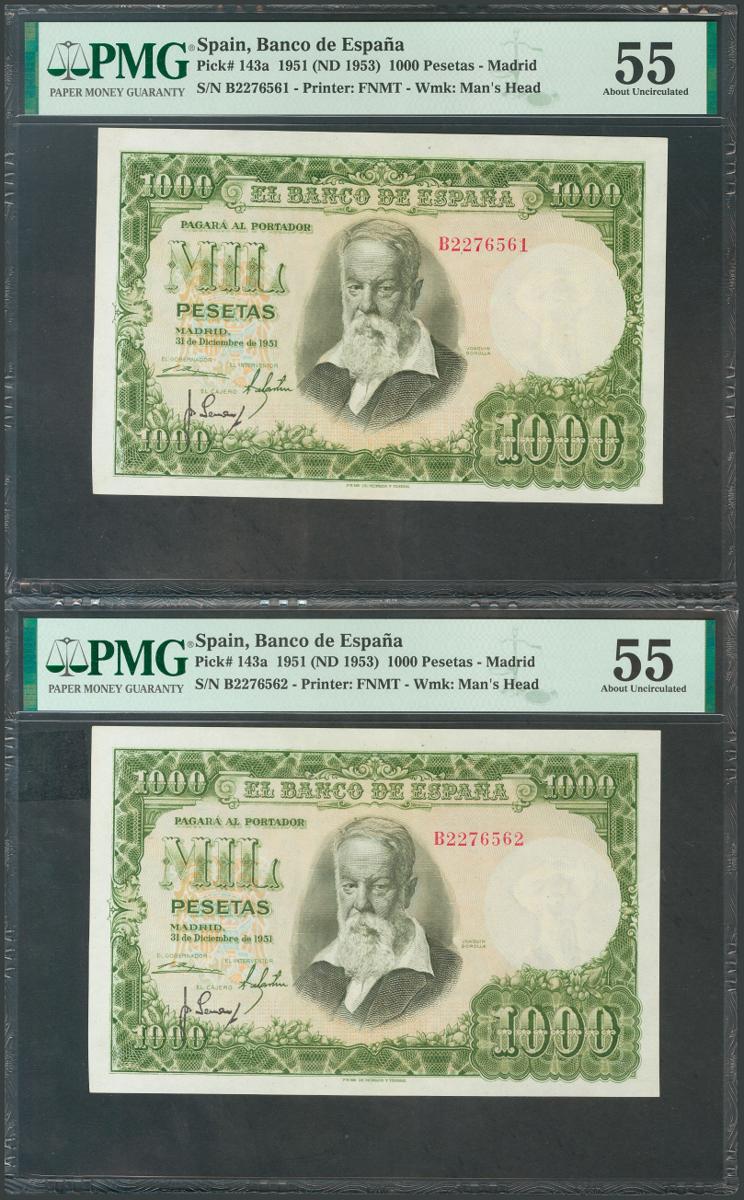 PMG®
PAPER MONEY GUARANTY
Spain, Banco de España
Pick# 143a 1951 (ND 1953) 1000 Pesetas - Madrid
S/N B2276561 - Printer: FNMT - Wmk: Man's Head
55
About Uncirculated
1000 EL BANCO DE ESPAÑA 1000
PAGARÁ AL PORTADOR
B2276561
MIL
PESETAS
MADRID,
31 de Diciembre de 1951
JOAQUIN
SOROLLA
EL GOBERNADOR EL INTERVENTOR
EL CAJERO
1000 1000
PMG®
PAPER MONEY GUARANTY
Spain, Banco de España
Pick# 143a 1951 (ND 1953) 1000 Pesetas - Madrid
S/N B2276562 - Printer: FNMT - Wmk: Man's Head
55
About Uncirculated
1000 EL BANCO DE ESPAÑA 1000
PAGARÁ AL PORTADOR
B2276562
MIL
PESETAS
MADRID,
31 de Diciembre de 1951
JOAQUIN
SOROLLA
EL GOBERNADOR EL INTERVENTOR
EL CAJERO
1000 1000